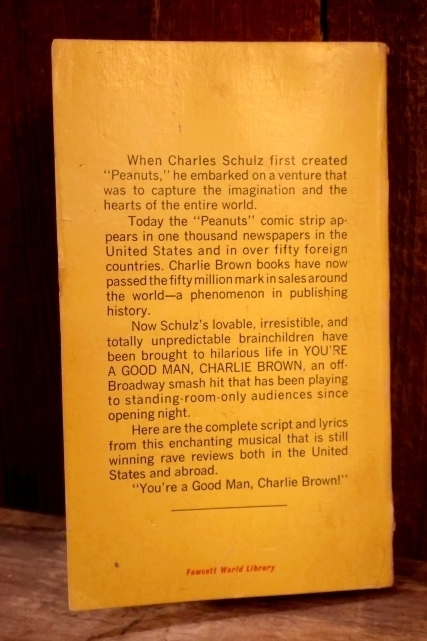 When Charles Schulz first created
"Peanuts," he embarked on a venture that
was to capture the imagination and the
hearts of the entire world.
Today the "Peanuts" comic strip ap-
pears in one thousand newspapers in the
United States and in over fifty foreign
countries. Charlie Brown books have now
passed the fifty million mark in sales around
the world—a phenomenon in publishing
history.
Now Schulz's lovable, irresistible, and
totally unpredictable brainchildren have
been brought to hilarious life in YOU'RE
A GOOD MAN, CHARLIE BROWN, an off-
Broadway smash hit that has been playing
to standing-room-only audiences since
opening night.
Here are the complete script and lyrics
from this enchanting musical that is still
winning rave reviews both in the United
States and abroad.
"You're a Good Man, Charlie Brown!"
Fawcett World Library